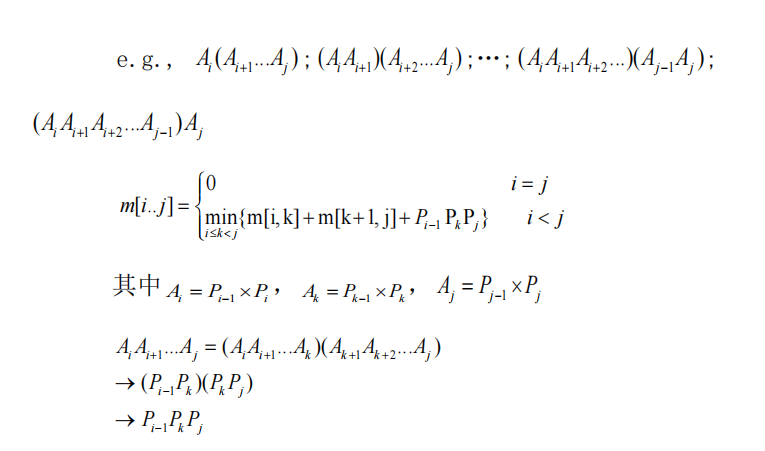 e.g., A_i(A_{i+1}...A_j);(A_iA_{i+1})(A_{i+2}...A_j);⋯;(A_iA_{i+1}A_{i+2}...)(A_{j−1}A_j);
(A_iA_{i+1}A_{i+2}...A_{j−1})A_j
m[i..j]={0 i=j
min_{i≤k<j}{m[i,k]+m[k+1,j]+P_{i−1}P_kP_j} i<j
其中 A_i=P_{i−1}×P_i, A_k=P_{k−1}×P_k, A_j=P_{j−1}×P_j
A_iA_{i+1}...A_j=(A_iA_{i+1}...A_k)(A_{k+1}A_{k+2}...A_j)
→(P_{i−1}P_k)(P_kP_j)
→P_{i−1}P_kP_j